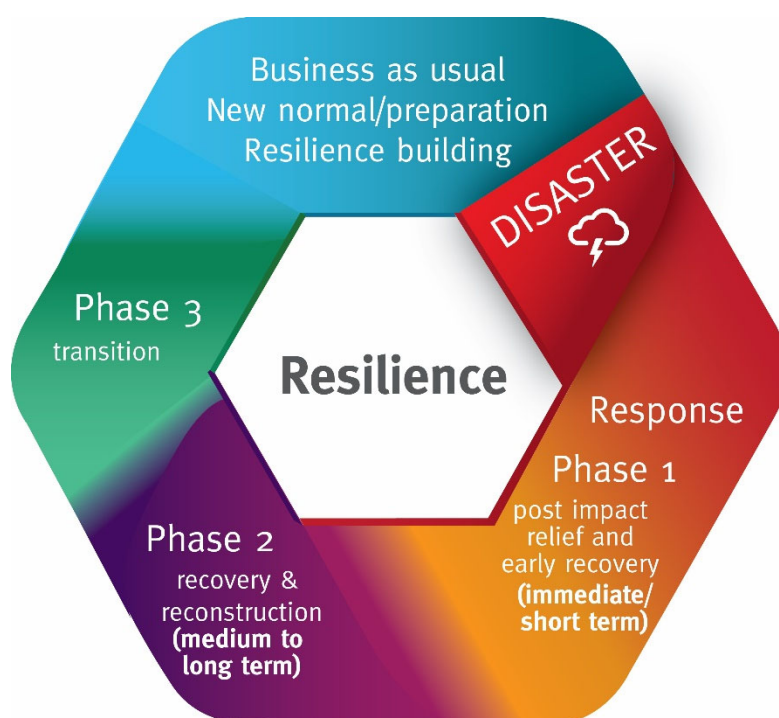 Business as usual
New normal/preparation
Resilience building
DISASTER
Response
Phase 1
post impact
relief and
early recovery
(immediate/
short term)
Phase 2
recovery &
reconstruction
(medium to
long term)
Phase 3
transition
Resilience